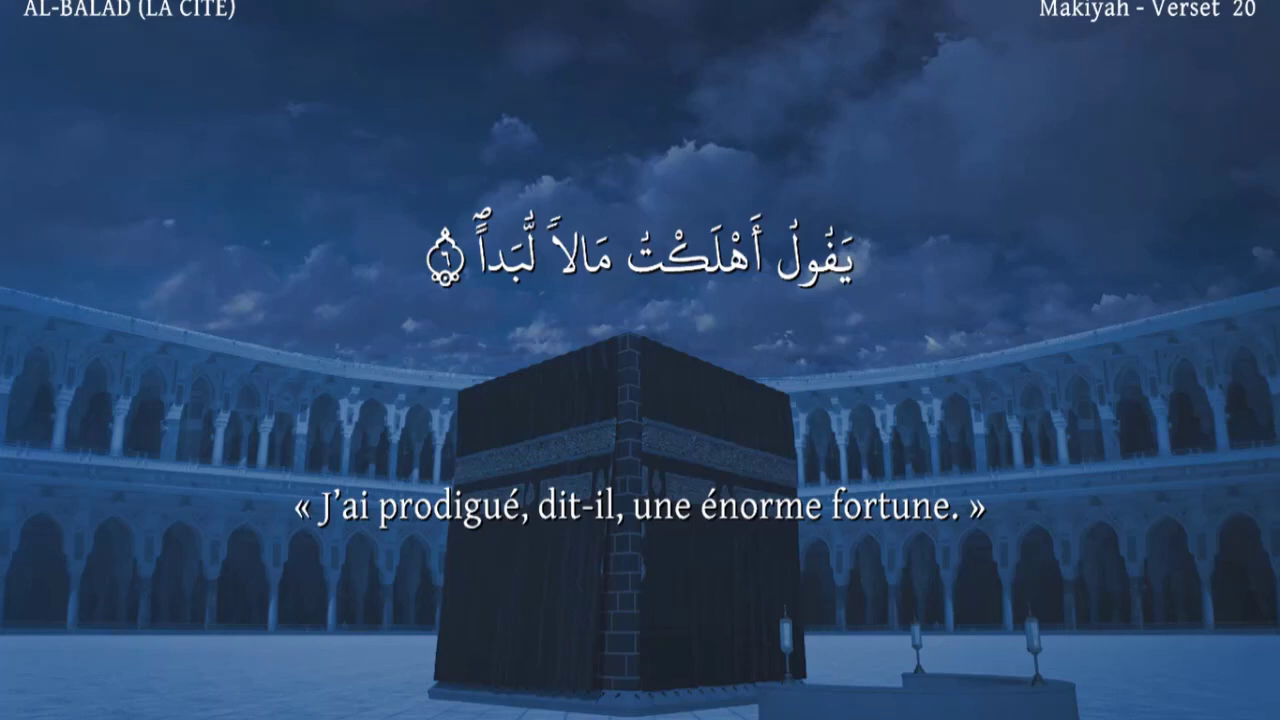 AL-BALAD (LA CITE)
Makiyah - Verset 20
يَقُولُ أَهْلَكْتُ مَالاً لُّبَداًۖ ٦
« J’ai prodigué, dit-il, une énorme fortune. »